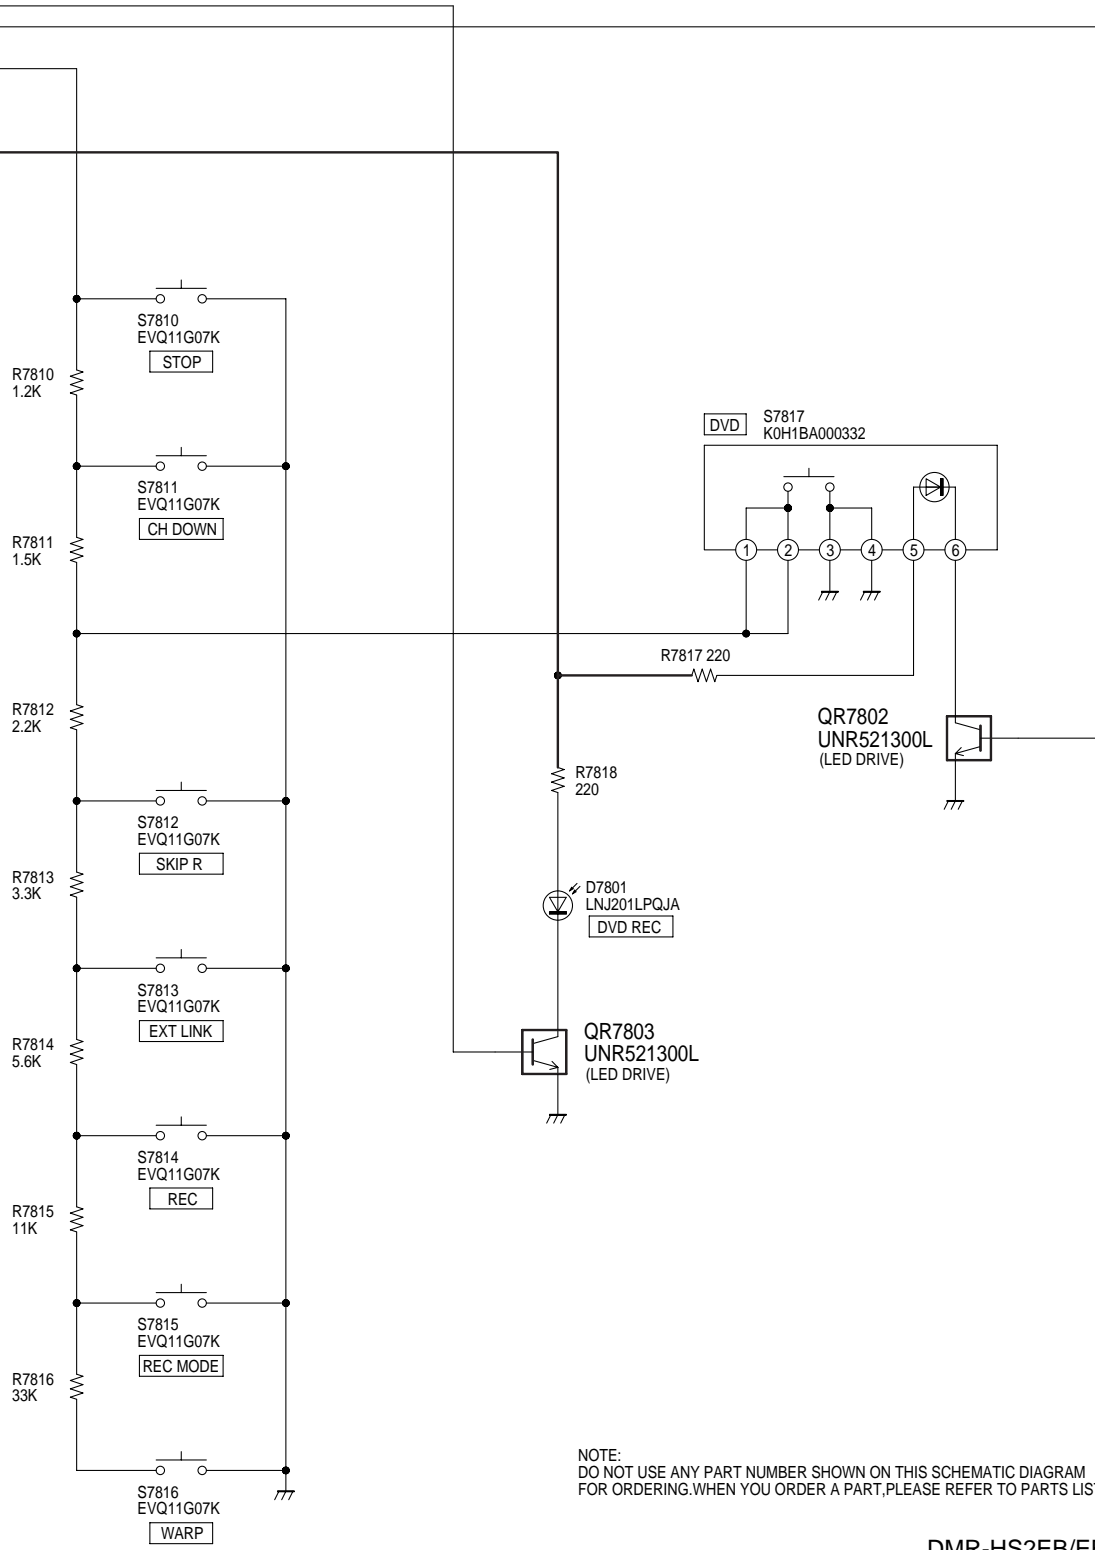 S7810
EVQ11G07K
STOP
R7810
1.2K
S7811
EVQ11G07K
CH DOWN
R7811
1.5K
R7812
2.2K
S7812
EVQ11G07K
SKIP R
R7813
3.3K
S7813
EVQ11G07K
EXT LINK
R7814
5.6K
S7814
EVQ11G07K
REC
R7815
11K
S7815
EVQ11G07K
REC MODE
R7816
33K
S7816
EVQ11G07K
WARP
DVD
S7817
K0H1BA000332
1 2 3 4 5 6
R7817 220
QR7802
UNR521300L
(LED DRIVE)
R7818
220
D7801
LNJ201LPQJA
DVD REC
QR7803
UNR521300L
(LED DRIVE)
NOTE:
DO NOT USE ANY PART NUMBER SHOWN ON THIS SCHEMATIC DIAGRAM
FOR ORDERING.WHEN YOU ORDER A PART,PLEASE REFER TO PARTS